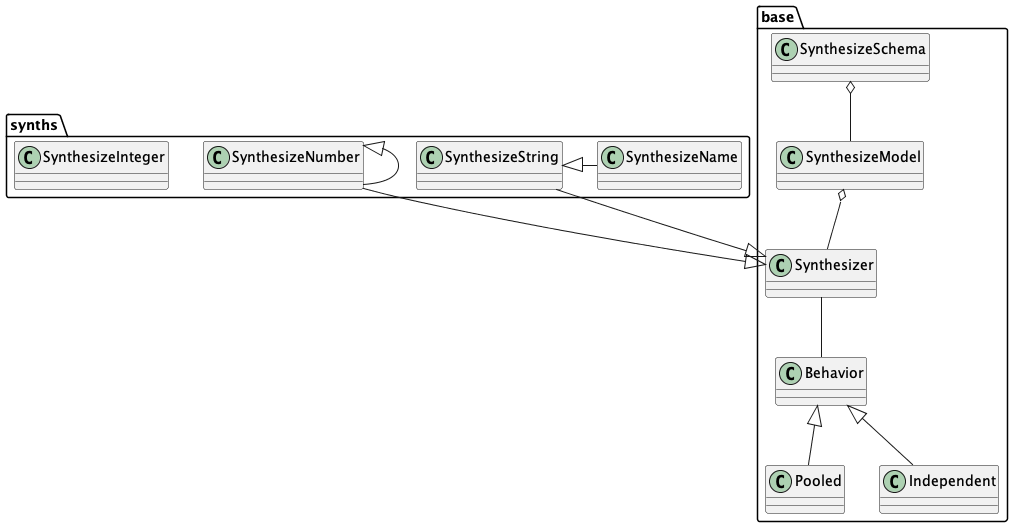 base
C SynthesizeSchema
synths
C SynthesizeInteger
C SynthesizeNumber
C SynthesizeString
C SynthesizeName
C SynthesizeModel
C Synthesizer
C Behavior
C Pooled
C Independent